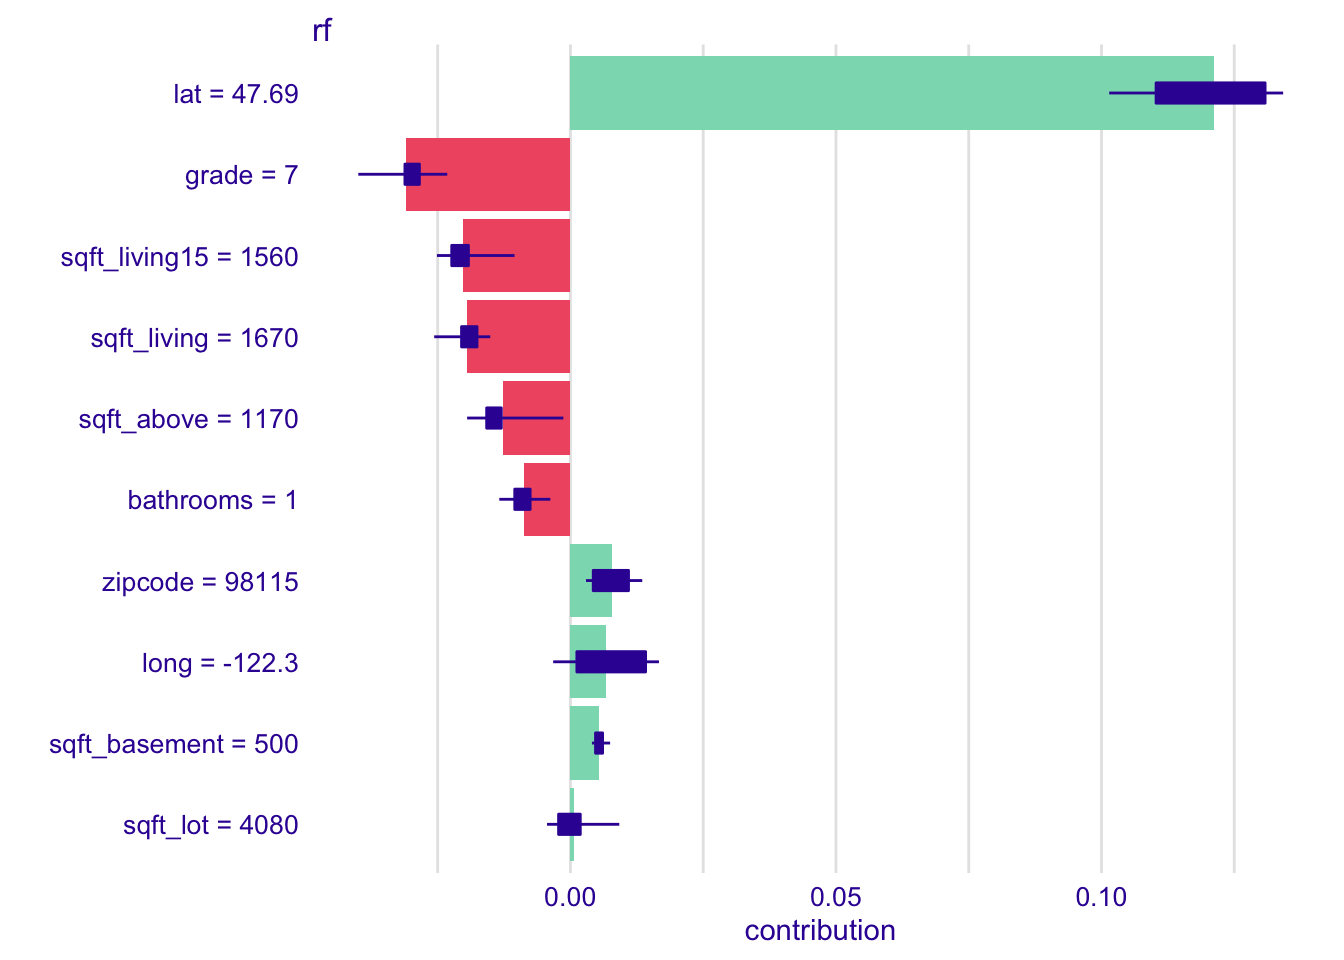 rf
lat = 47.69
grade = 7
sqft_living15 = 1560
sqft_living = 1670
sqft_above = 1170
bathrooms = 1
zipcode = 98115
long = -122.3
sqft_basement = 500
sqft_lot = 4080
0.00 0.05 0.10
contribution